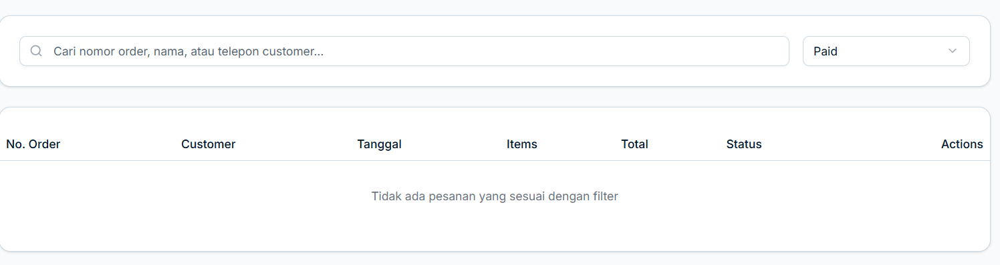 Cari nomor order, nama, atau telepon customer...
Paid
No. Order Customer Tanggal Items Total Status Actions
Tidak ada pesanan yang sesuai dengan filter